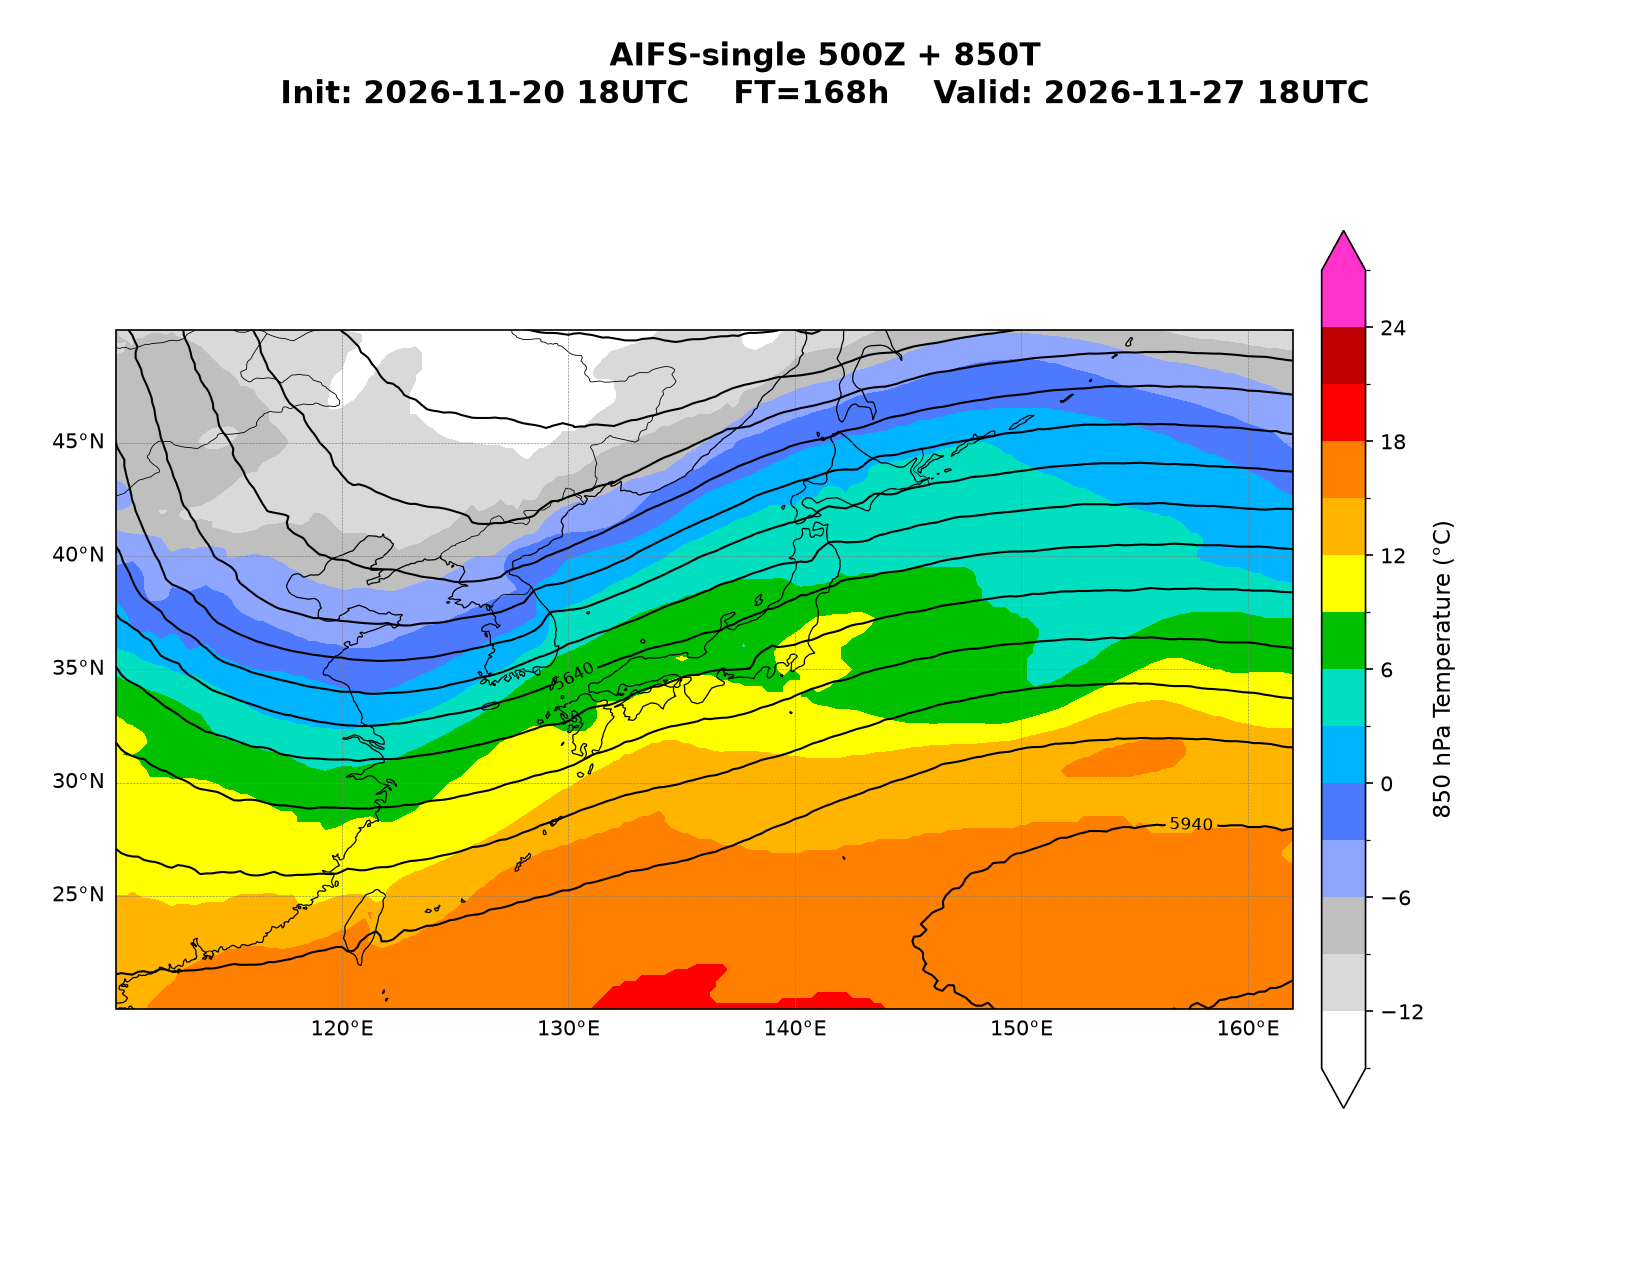 AIFS-single 500Z + 850T
Init: 2026-11-20 18UTC    FT=168h    Valid: 2026-11-27 18UTC
24
18
12
6
0
−6
−12
850 hPa Temperature (°C)
45°N
40°N
35°N
30°N
25°N
5640
5940
120°E
130°E
140°E
150°E
160°E